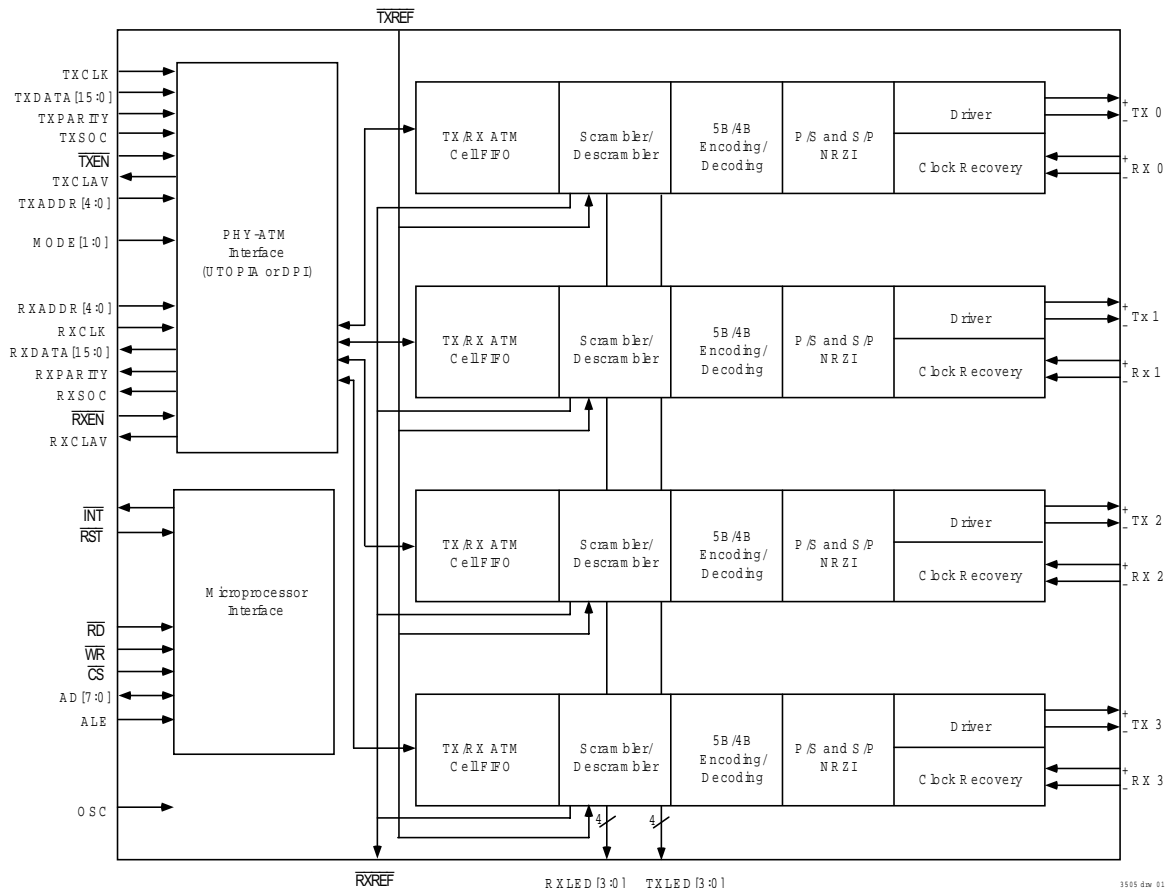 TXREF
TXCLK
TXDATA[15:0]
TXPARITY
TXSOC
TXEN
TXCLAV
TXADDR[4:0]
MODE[1:0]
RXADDR[4:0]
RXCLK
RXDATA[15:0]
RXPARITY
RXSOC
RXEN
RXCLAV
PHY-ATM
Interface
(UTOPIA or DPI)
INT
RST
RD
WR
CS
AD[7:0]
ALE
OSC
Microprocessor
Interface
TX/RX ATM
Cell FIFO
Scrambler/
Descrambler
5B/4B
Encoding/
Decoding
P/S and S/P
NRZI
Driver
Clock Recovery
+
-
TX 0
+
-
RX 0
TX/RX ATM
Cell FIFO
Scrambler/
Descrambler
5B/4B
Encoding/
Decoding
P/S and S/P
NRZI
Driver
Clock Recovery
+
-
Tx 1
+
-
Rx 1
TX/RX ATM
Cell FIFO
Scrambler/
Descrambler
5B/4B
Encoding/
Decoding
P/S and S/P
NRZI
Driver
Clock Recovery
+
-
TX 2
+
-
RX 2
TX/RX ATM
Cell FIFO
Scrambler/
Descrambler
5B/4B
Encoding/
Decoding
P/S and S/P
NRZI
Driver
Clock Recovery
+
-
TX 3
+
-
RX 3
4
4
RXREF
RXLED[3:0]
TXLED[3:0]
3505 drw 01